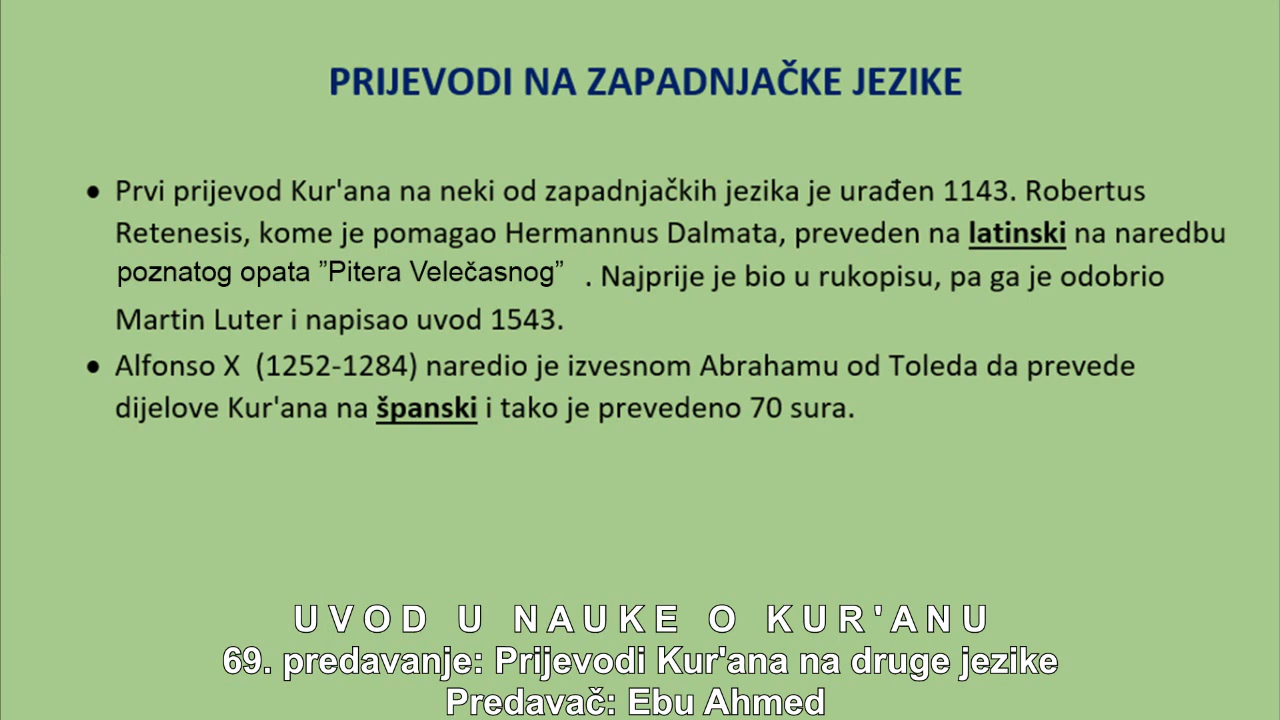 PRIJEVODI NA ZAPADNJAČKE JEZIKE
• Prvi prijevod Kur'ana na neki od zapadnjačkih jezika je urađen 1143. Robertus
Retenesis, kome je pomagao Hermannus Dalmata, preveden na latinski na naredbu
poznatog opata ”Pitera Velečasnog” . Najprije je bio u rukopisu, pa ga je odobrio
Martin Luter i napisao uvod 1543.
• Alfonso X (1252-1284) naredio je izvesnom Abrahamu od Toleda da prevede
dijelove Kur'ana na španski i tako je prevedeno 70 sura.
UVOD U NAUKE O KUR'ANU
69. predavanje: Prijevodi Kur'ana na druge jezike
Predavač: Ebu Ahmed